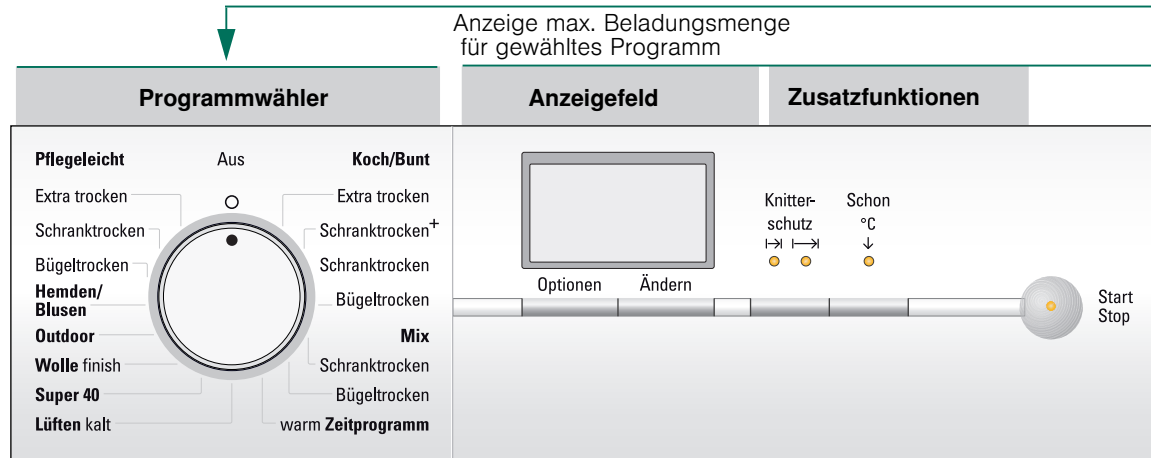 Anzeige max. Beladungsmenge
für gewähltes Programm
Programmwähler
Anzeigefeld
Zusatzfunktionen
Pflegeleicht
Aus
Koch/Bunt
Extra trocken
Schranktrocken
Bügeltrocken
Hemden/
Blusen
Outdoor
Wolle finish
Super 40
Lüften kalt
Extra trocken
Schranktrocken+
Schranktrocken
Bügeltrocken
Mix
Schranktrocken
Bügeltrocken
warm Zeitprogramm
Optionen
Ändern
Knitter-
schutz
Schon
°C
Start
Stop